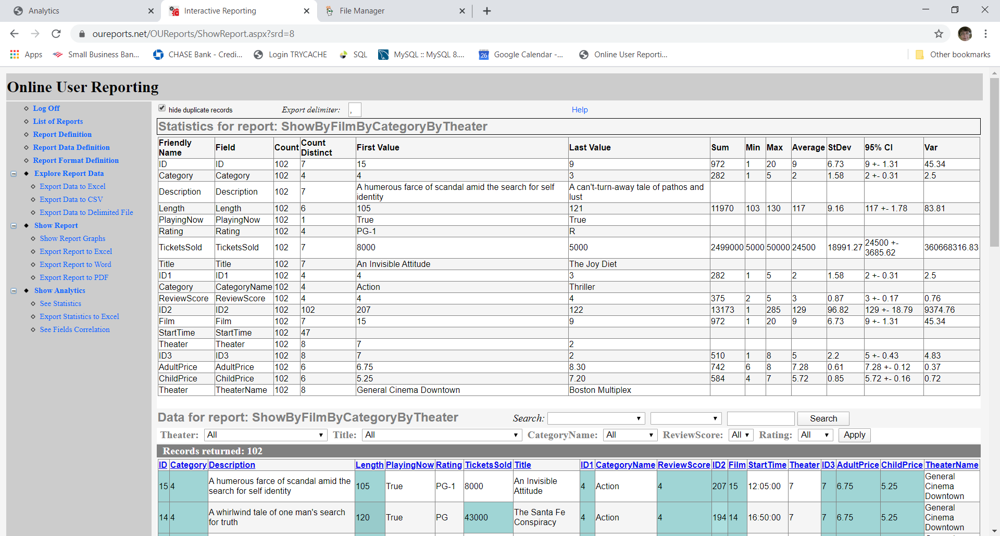 Analytics
Interactive Reporting
File Manager
oureports.net/OUReports/ShowReport.aspx?srd=8
Apps Small Business Ban... CHASE Bank - Credi... Login TRYCACHE SQL MySQL :: MySQL 8.... 26 Google Calendar -... Online User Reporti... Other bookmarks
Online User Reporting
Log Off
List of Reports
Report Definition
Report Data Definition
Report Format Definition
Explore Report Data
Export Data to Excel
Export Data to CSV
Export Data to Delimited File
Show Report
Show Report Graphs
Export Report to Excel
Export Report to Word
Export Report to PDF
Show Analytics
See Statistics
Export Statistics to Excel
See Fields Correlation
hide duplicate records Export delimiter: , Help
Statistics for report: ShowByFilmByCategoryByTheater
Friendly Name Field Count Count Distinct First Value Last Value Sum Min Max Average StDev 95% CI Var
ID ID 102 7 15 9 972 1 20 9 6.73 9 +- 1.31 45.34
Category Category 102 4 4 3 282 1 5 2 1.58 2 +- 0.31 2.5
Description Description 102 7 A humerous farce of scandal amid the search for self identity A can't-turn-away tale of pathos and lust
Length Length 102 6 105 121 11970 103 130 117 9.16 117 +- 1.78 83.81
PlayingNow PlayingNow 102 1 True True
Rating Rating 102 4 PG-1 R
TicketsSold TicketsSold 102 7 8000 5000 2499000 5000 50000 24500 18991.27 24500 +- 3685.62 360668316.83
Title Title 102 7 An Invisible Attitude The Joy Diet
ID1 ID1 102 4 4 3 282 1 5 2 1.58 2 +- 0.31 2.5
Category CategoryName 102 4 Action Thriller
ReviewScore ReviewScore 102 4 4 4 375 2 5 3 0.87 3 +- 0.17 0.76
ID2 ID2 102 102 207 122 13173 1 285 129 96.82 129 +- 18.79 9374.76
Film Film 102 7 15 9 972 1 20 9 6.73 9 +- 1.31 45.34
StartTime StartTime 102 47
Theater Theater 102 8 7 2
ID3 ID3 102 8 7 2 510 1 8 5 2.2 5 +- 0.43 4.83
AdultPrice AdultPrice 102 6 6.75 8.30 742 6 8 7.28 0.61 7.28 +- 0.12 0.37
ChildPrice ChildPrice 102 6 5.25 7.20 584 4 7 5.72 0.85 5.72 +- 0.16 0.72
Theater TheaterName 102 8 General Cinema Downtown Boston Multiplex
Data for report: ShowByFilmByCategoryByTheater Search: Search
Theater: All Title: All CategoryName: All ReviewScore: All Rating: All Apply
Records returned: 102
ID Category Description Length PlayingNow Rating TicketsSold Title ID1 CategoryName ReviewScore ID2 Film StartTime Theater ID3 AdultPrice ChildPrice TheaterName
15 4 A humerous farce of scandal amid the search for self identity 105 True PG-1 8000 An Invisible Attitude 4 Action 4 207 15 12:05:00 7 7 6.75 5.25 General Cinema Downtown
14 4 A whirlwind tale of one man's search for truth 120 True PG 43000 The Santa Fe Conspiracy 4 Action 4 194 14 16:50:00 7 7 6.75 5.25 General Cinema Downtown